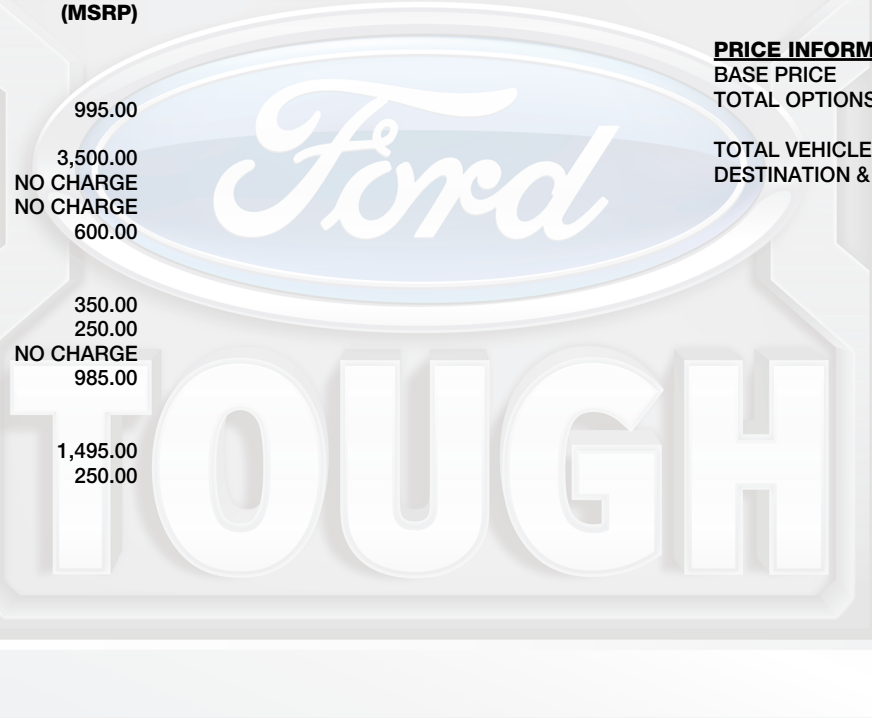 (MSRP)
995.00
3,500.00
NO CHARGE
NO CHARGE
600.00
350.00
250.00
NO CHARGE
985.00
1,495.00
250.00
PRICE INFORM
BASE PRICE
TOTAL OPTIONS
TOTAL VEHICLE
DESTINATION &
Ford
TOUGH